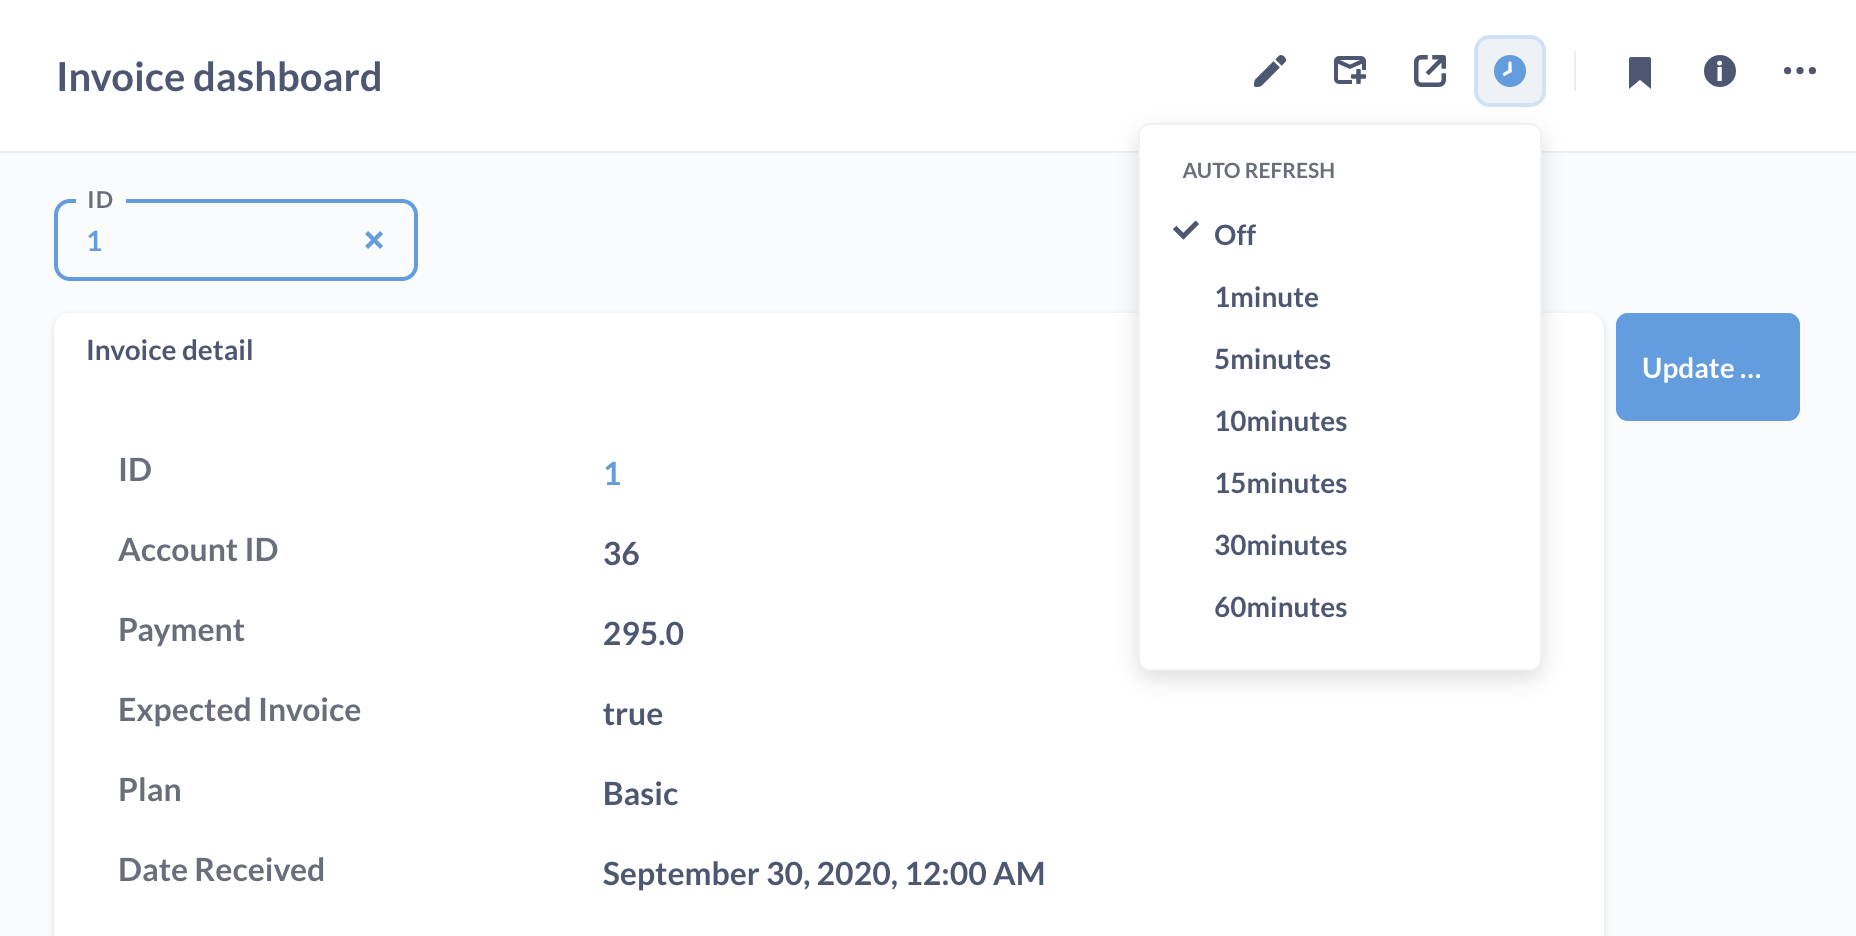 Invoice dashboard
AUTO REFRESH
Off
1minute
5minutes
10minutes
15minutes
30minutes
60minutes
ID
1
Invoice detail
Update ...
ID 1
Account ID 36
Payment 295.0
Expected Invoice true
Plan Basic
Date Received September 30, 2020, 12:00 AM